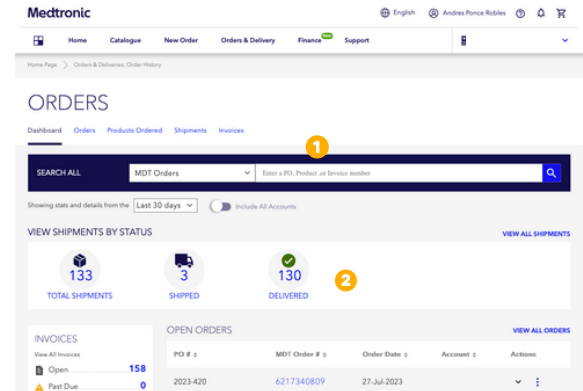 Medtronic
English Andres Ponce Robles
Home Catalogue New Order Orders & Delivery Finance New Support
Home Page > Orders & Deliveries: Order History
ORDERS
Dashboard Orders Products Ordered Shipments Invoices
1
SEARCH ALL MDT Orders Enter a PO, Product ,or Invoice number
Showing stats and details from the Last 30 days Include All Accounts
VIEW SHIPMENTS BY STATUS VIEW ALL SHIPMENTS
133 3 130 2
TOTAL SHIPMENTS SHIPPED DELIVERED
INVOICES OPEN ORDERS VIEW ALL ORDERS
View All Invoices PO # MDT Order # Order Date Account Actions
Open 158
Past Due 0 2023-420 6217340809 27-Jul-2023